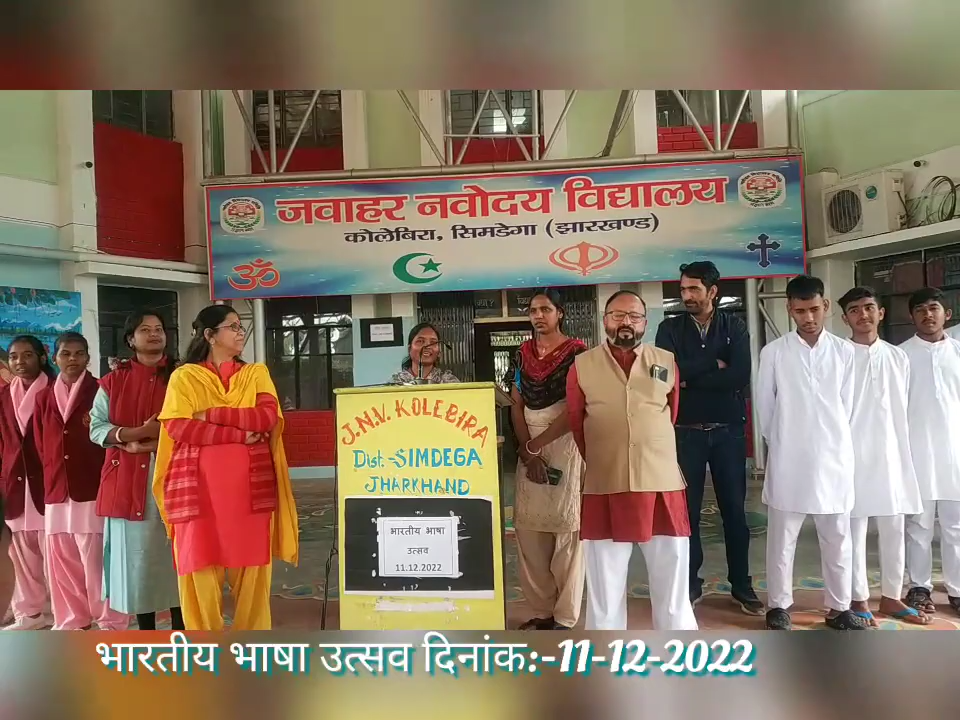 जवाहर नवोदय विद्यालय
कोलेबिरा, सिमडेगा (झारखण्ड)
J.N.V. KOLEBIRA
Dist.-SIMDEGA
JHARKHAND
भारतीय भाषा
उत्सव
11.12.2022
भारतीय भाषा उत्सव दिनांक:-11-12-2022